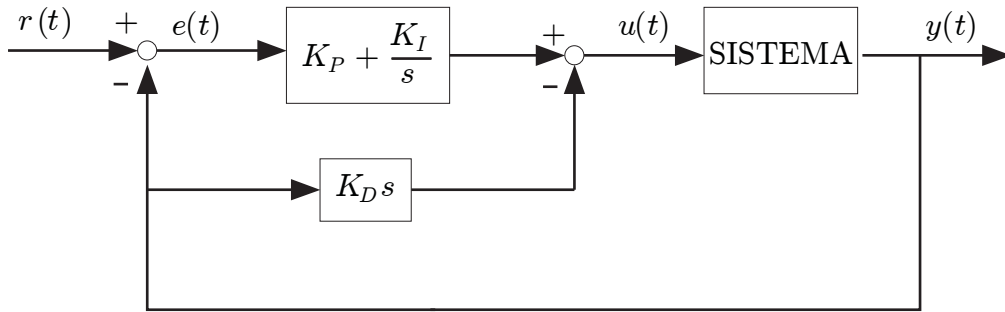 r(t)
+
e(t)
K_P + K_I/s
+
u(t)
SISTEMA
y(t)
−
−
K_D s